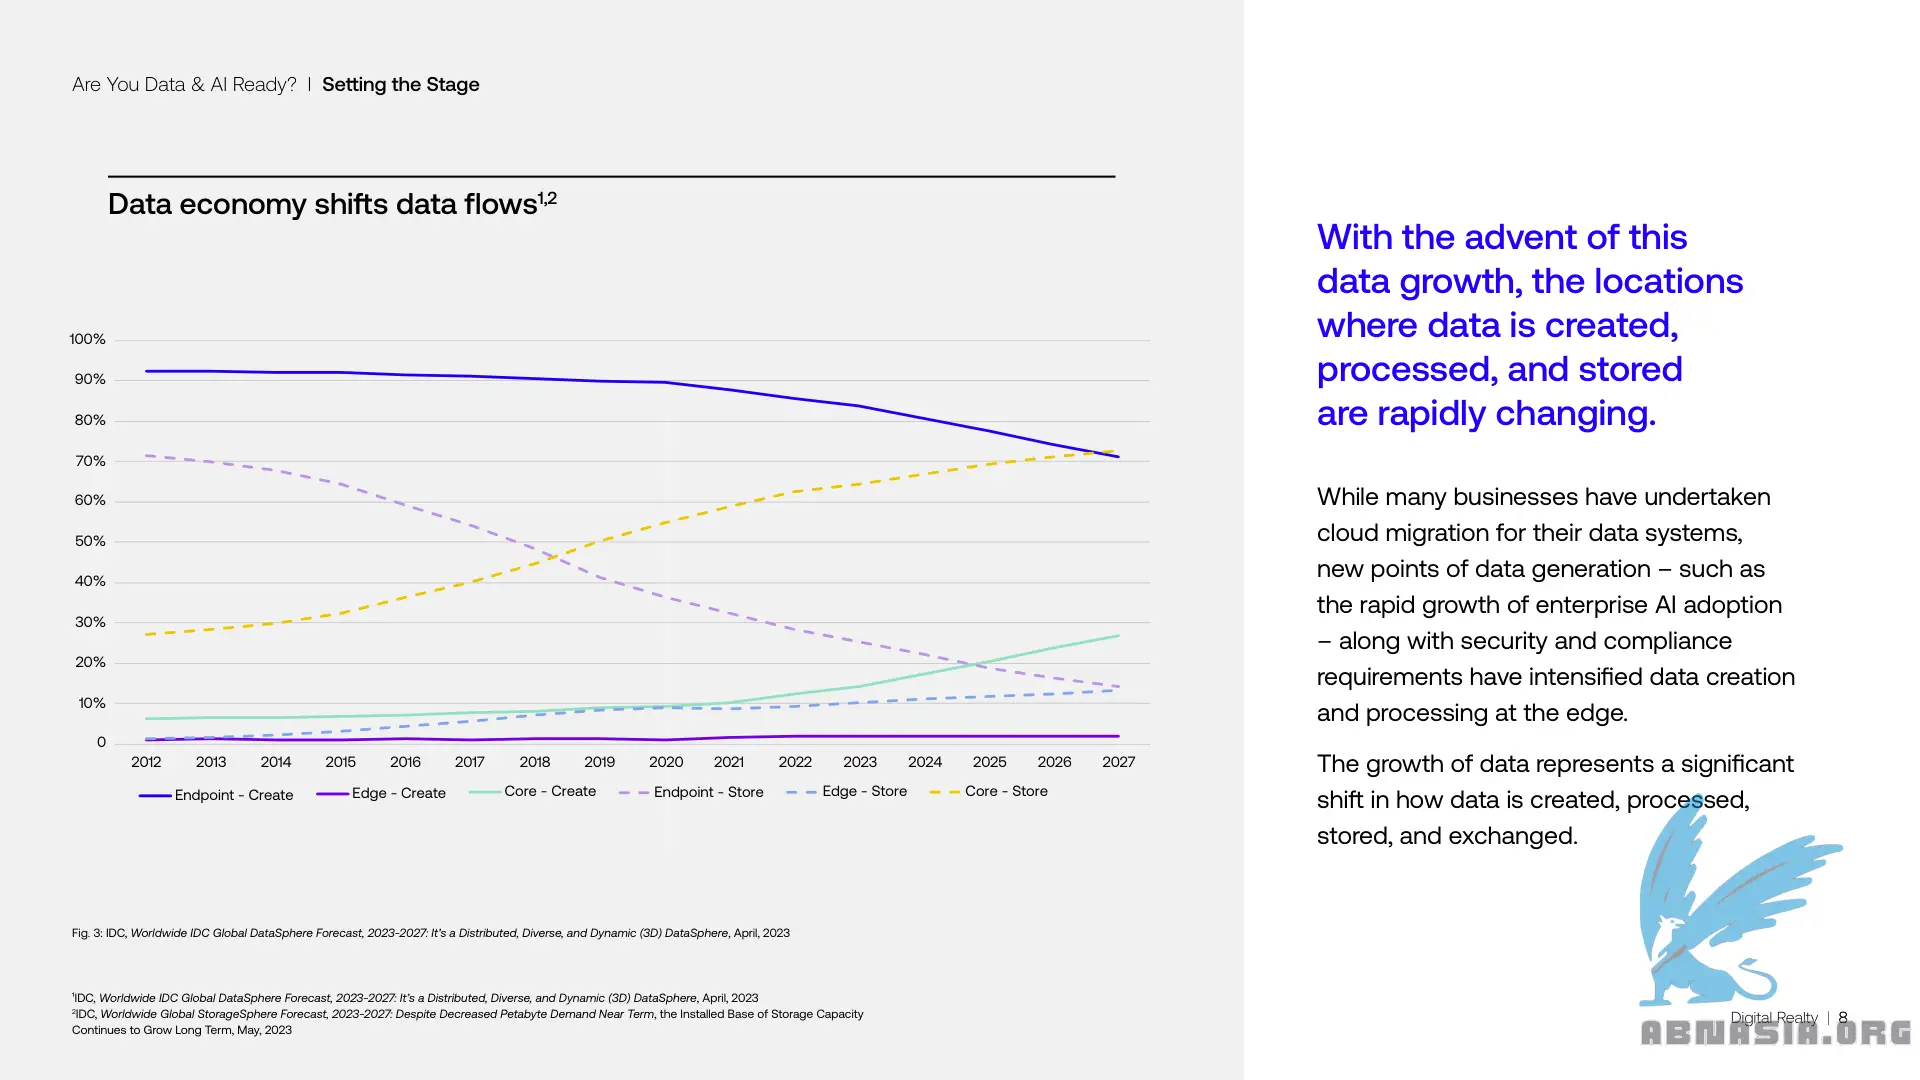 Are You Data & AI Ready? | Setting the Stage
Data economy shifts data flows1,2
100%
90%
80%
70%
60%
50%
40%
30%
20%
10%
0
2012 2013 2014 2015 2016 2017 2018 2019 2020 2021 2022 2023 2024 2025 2026 2027
Endpoint - Create Edge - Create Core - Create Endpoint - Store Edge - Store Core - Store
Fig. 3: IDC, Worldwide IDC Global DataSphere Forecast, 2023-2027: It's a Distributed, Diverse, and Dynamic (3D) DataSphere, April, 2023
1IDC, Worldwide IDC Global DataSphere Forecast, 2023-2027: It's a Distributed, Diverse, and Dynamic (3D) DataSphere, April, 2023
2IDC, Worldwide Global StorageSphere Forecast, 2023-2027: Despite Decreased Petabyte Demand Near Term, the Installed Base of Storage Capacity
Continues to Grow Long Term, May, 2023
With the advent of this
data growth, the locations
where data is created,
processed, and stored
are rapidly changing.
While many businesses have undertaken
cloud migration for their data systems,
new points of data generation – such as
the rapid growth of enterprise AI adoption
– along with security and compliance
requirements have intensified data creation
and processing at the edge.
The growth of data represents a significant
shift in how data is created, processed,
stored, and exchanged.
Digital Realty | 8
ABNASIA.ORG